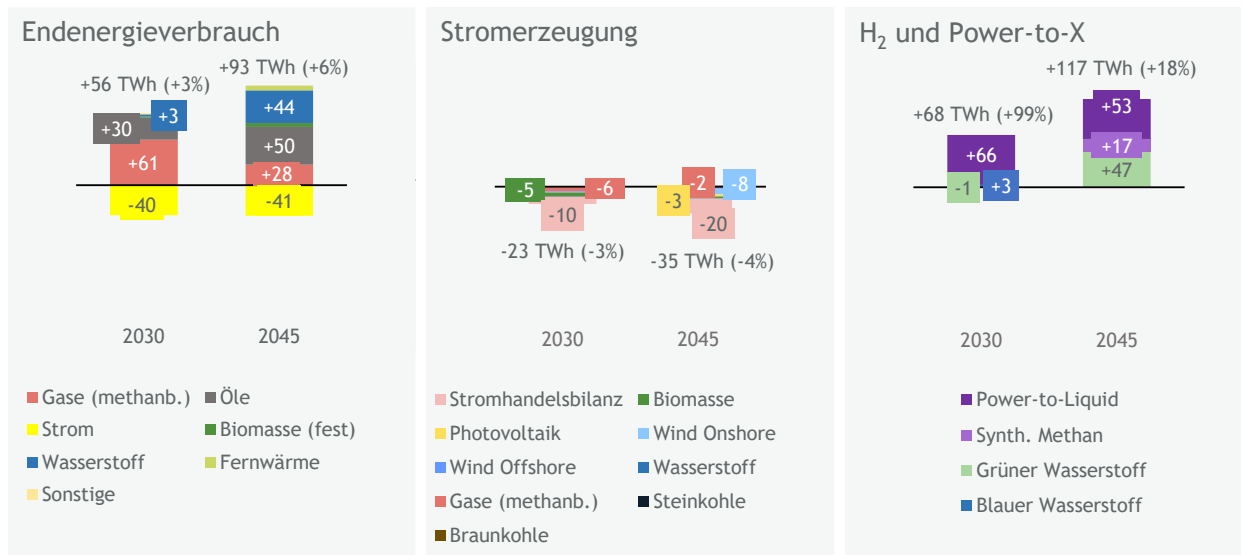 Endenergieverbrauch
+56 TWh (+3%)
+93 TWh (+6%)
+30
+3
+61
-40
+44
+50
+28
-41
2030
2045
Gase (methanb.)
Öle
Strom
Biomasse (fest)
Wasserstoff
Fernwärme
Sonstige
Stromerzeugung
-5
-6
-10
-23 TWh (-3%)
-2
-8
-3
-20
-35 TWh (-4%)
2030
2045
Stromhandelsbilanz
Biomasse
Photovoltaik
Wind Onshore
Wind Offshore
Wasserstoff
Gase (methanb.)
Steinkohle
Braunkohle
H₂ und Power-to-X
+68 TWh (+99%)
+117 TWh (+18%)
+66
-1
+3
+53
+17
+47
2030
2045
Power-to-Liquid
Synth. Methan
Grüner Wasserstoff
Blauer Wasserstoff